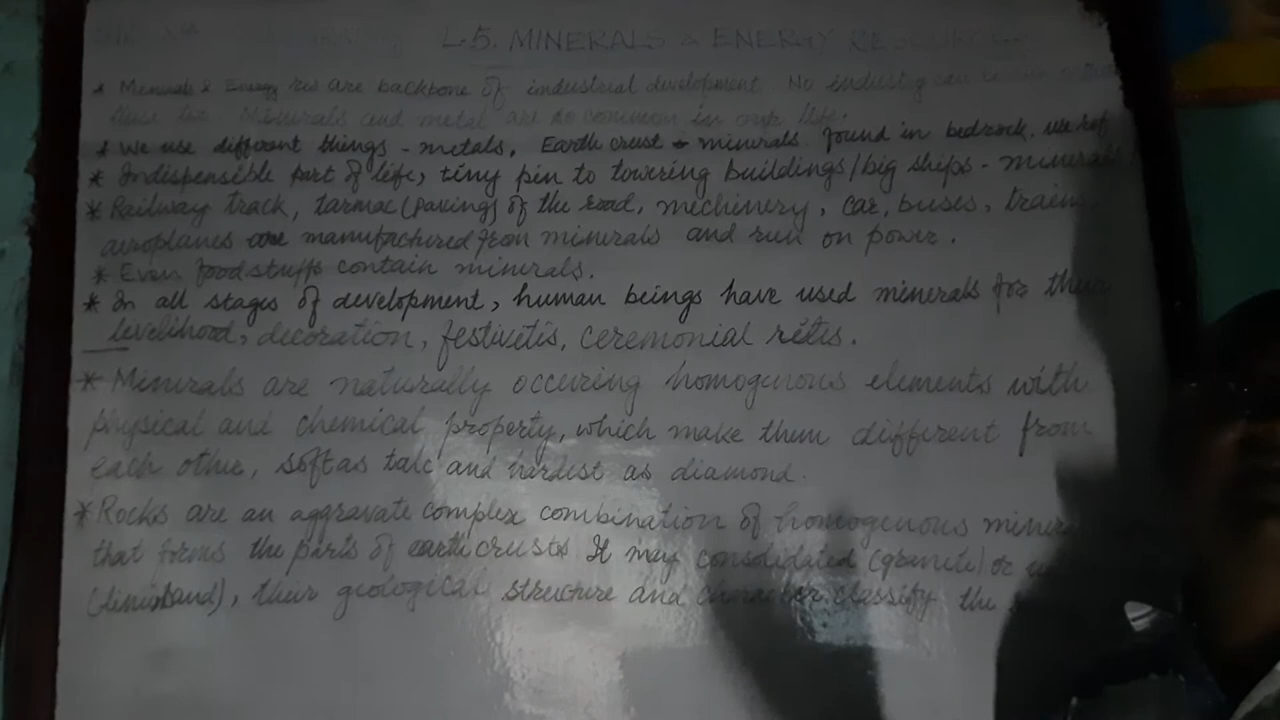 L.5. MINERALS & ENERGY RESOURCES
* Minerals & Energy res are backbone of industrial development. No industry can
Minerals and metal are so common in our life.
* We use different things - metals, Earth crust minerals found in bedrock.
* Indispensible part of life, tiny pin to towering buildings/big ships - minerals
* Railway track, tarmac (paving) of the road, mechinery, car, buses, trains,
aeroplanes are manufactured from minerals and run on power.
* Even food stuffs contain minerals.
* In all stages of development, human beings have used minerals for their
livelihood, decoration, festivetis, ceremonial rites.
* Minerals are naturally occuring homogenous elements with
physical and chemical property, which make them different from
each other, soft as talc and hardest as diamond.
* Rocks are an aggravate complex combination of homogenous
that forms the parts of earth crusts. It may consolidated (granite) or
their geological structure and classify the